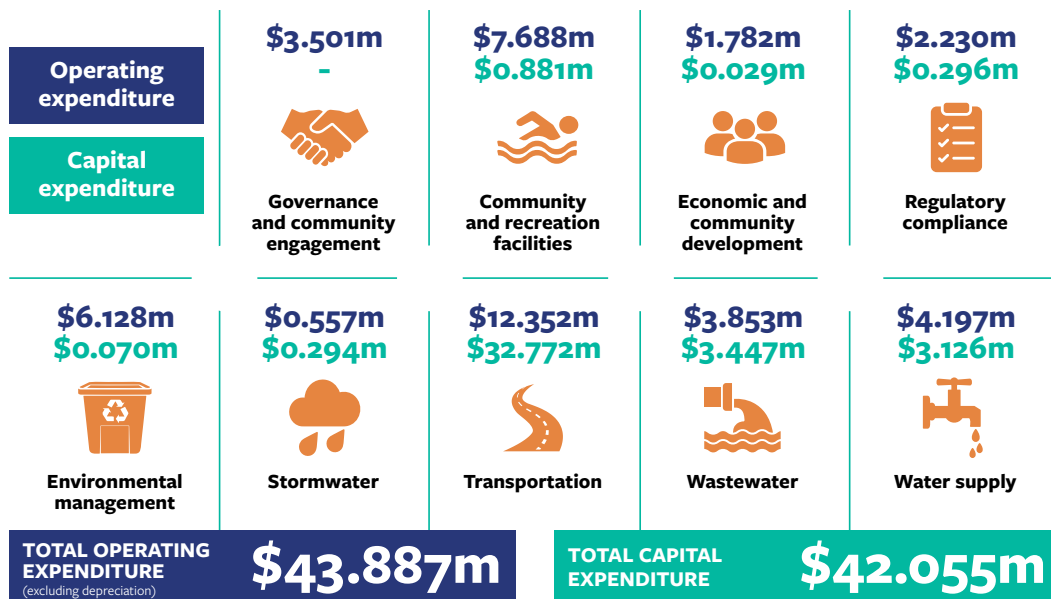 Operating
expenditure
Capital
expenditure
$3.501m
-
Governance
and community
engagement
$7.688m
$0.881m
Community
and recreation
facilities
$1.782m
$0.029m
Economic and
community
development
$2.230m
$0.296m
Regulatory
compliance
$6.128m
$0.070m
Environmental
management
$0.557m
$0.294m
Stormwater
$12.352m
$32.772m
Transportation
$3.853m
$3.447m
Wastewater
$4.197m
$3.126m
Water supply
TOTAL OPERATING
EXPENDITURE
(excluding depreciation)
$43.887m
TOTAL CAPITAL
EXPENDITURE
$42.055m